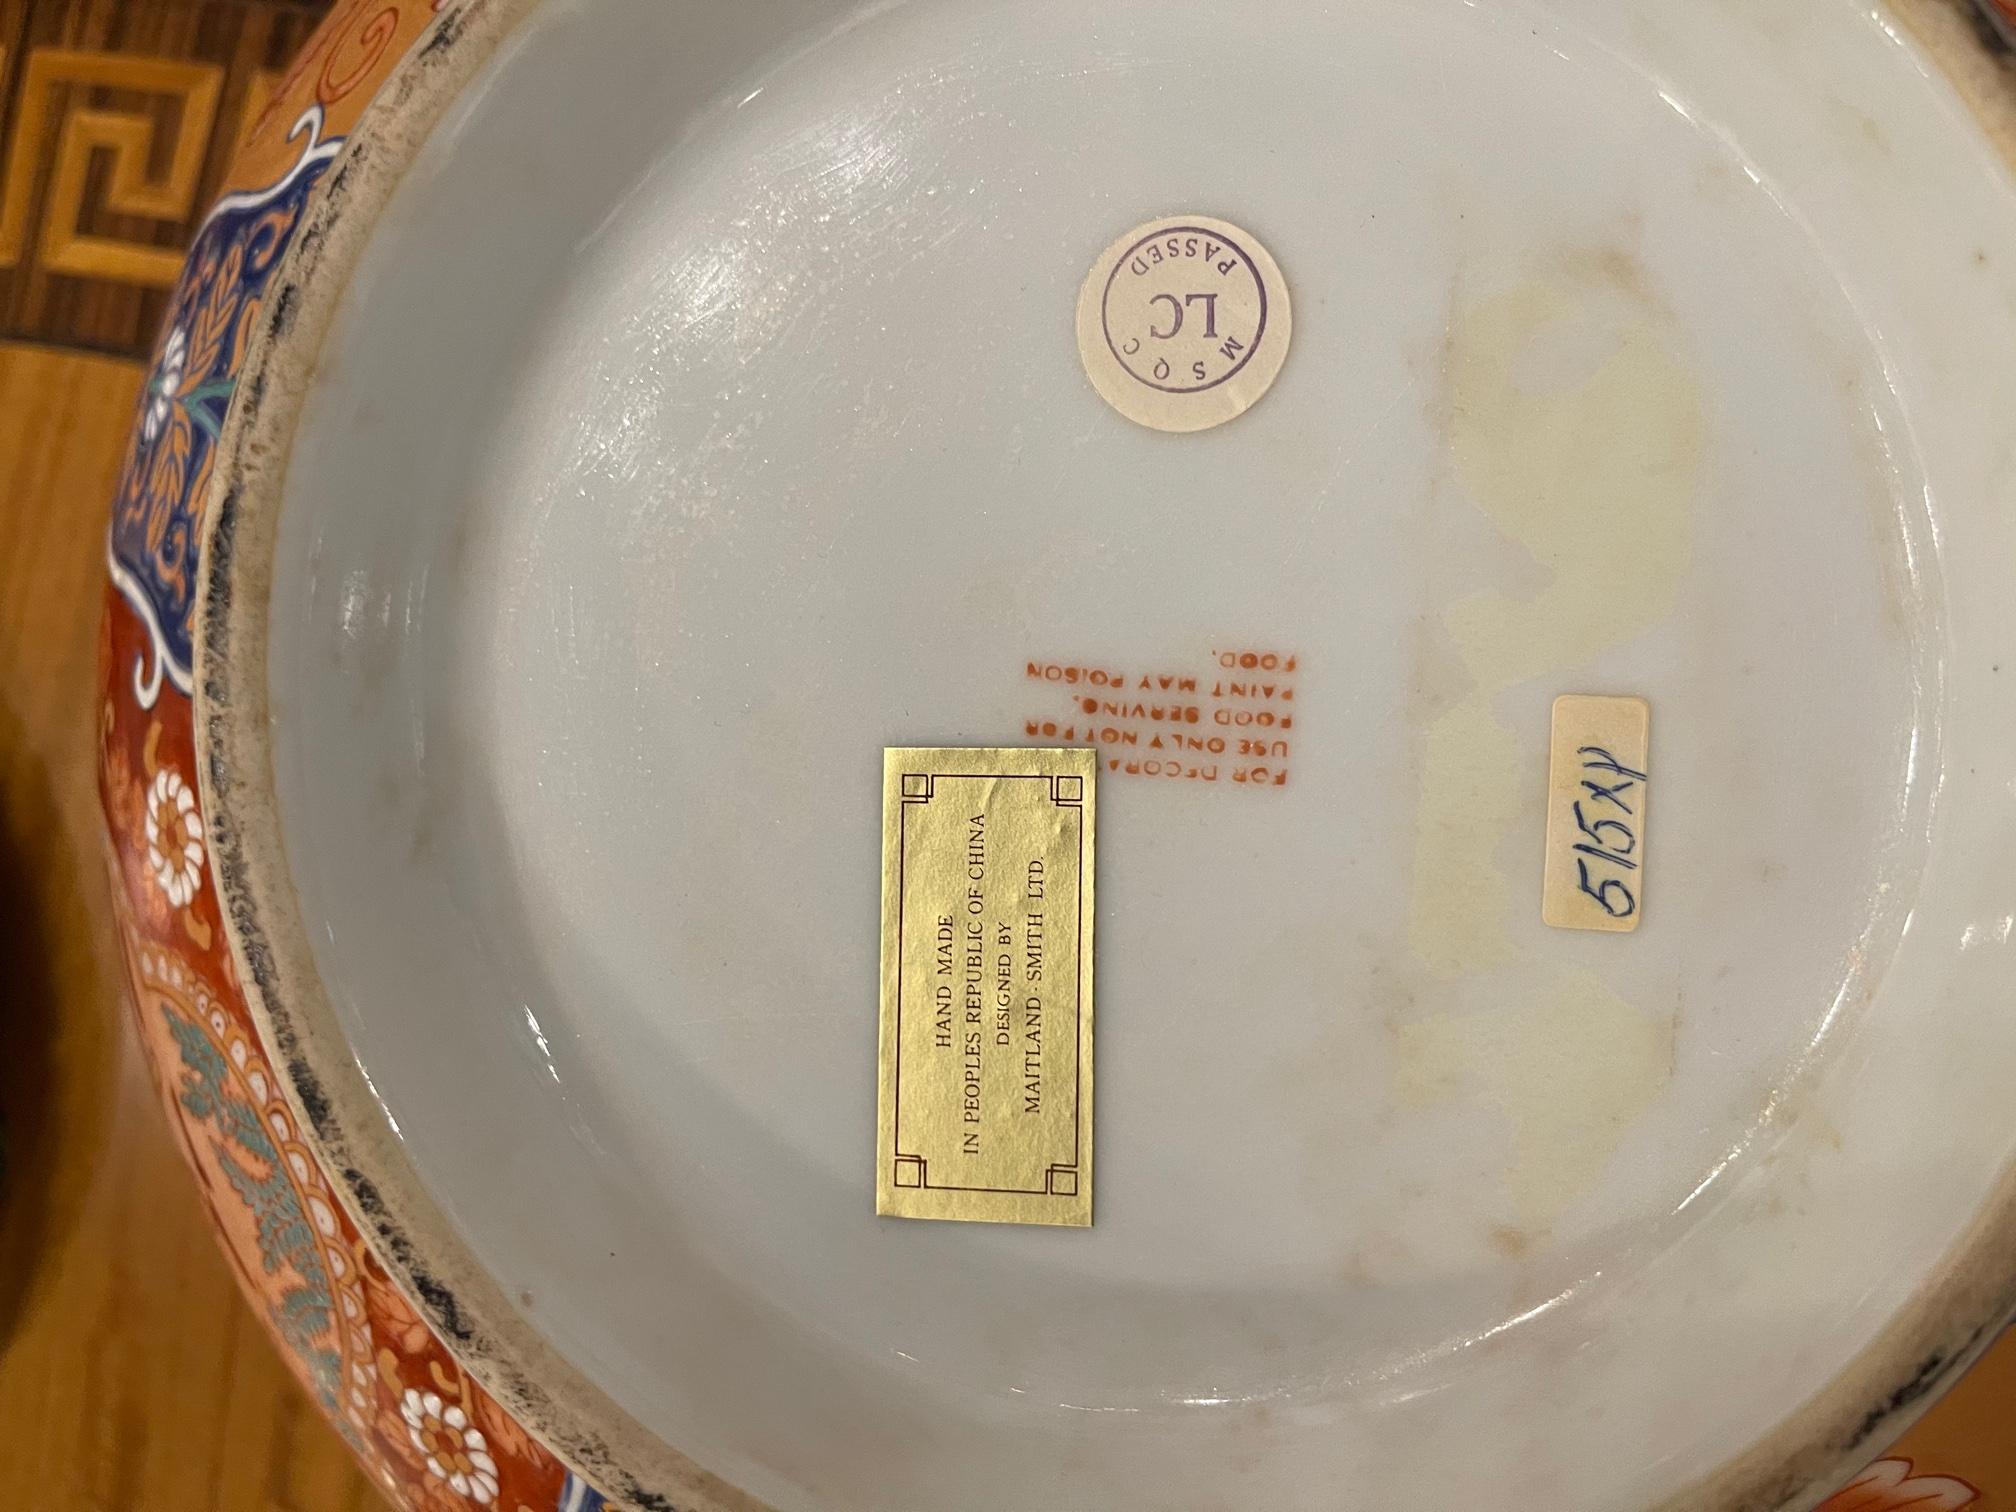 M S Q C
LC
PASSED
FOR DECORA
USE ONLY NOT FOR
FOOD SERVING.
PAINT MAY POISON
FOOD.
HAND MADE
IN PEOPLES REPUBLIC OF CHINA
DESIGNED BY
MAITLAND-SMITH LTD.